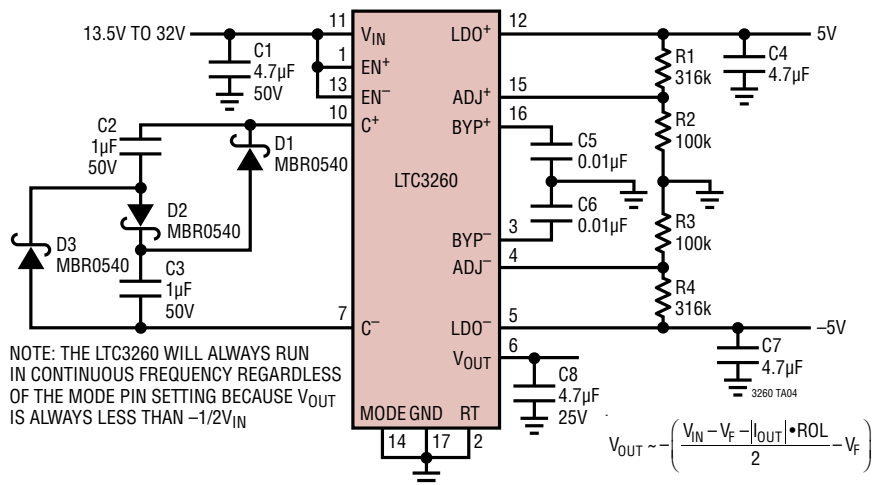 13.5V TO 32V
C1
4.7µF
50V
11
VIN
1
EN+
13
EN–
10
C+
C2
1µF
50V
D1
MBR0540
D2
MBR0540
D3
MBR0540
C3
1µF
50V
7
C–
LTC3260
MODE GND RT
14 17 2
12
LDO+
5V
15
ADJ+
16
BYP+
R1
316k
C4
4.7µF
R2
100k
C5
0.01µF
C6
0.01µF
3
BYP–
4
ADJ–
R3
100k
R4
316k
5
LDO–
–5V
6
VOUT
C7
4.7µF
C8
4.7µF
25V
3260 TA04
NOTE: THE LTC3260 WILL ALWAYS RUN
IN CONTINUOUS FREQUENCY REGARDLESS
OF THE MODE PIN SETTING BECAUSE VOUT
IS ALWAYS LESS THAN –1/2VIN
VOUT ~ –( (VIN – VF – |IOUT| • ROL) / 2 – VF )